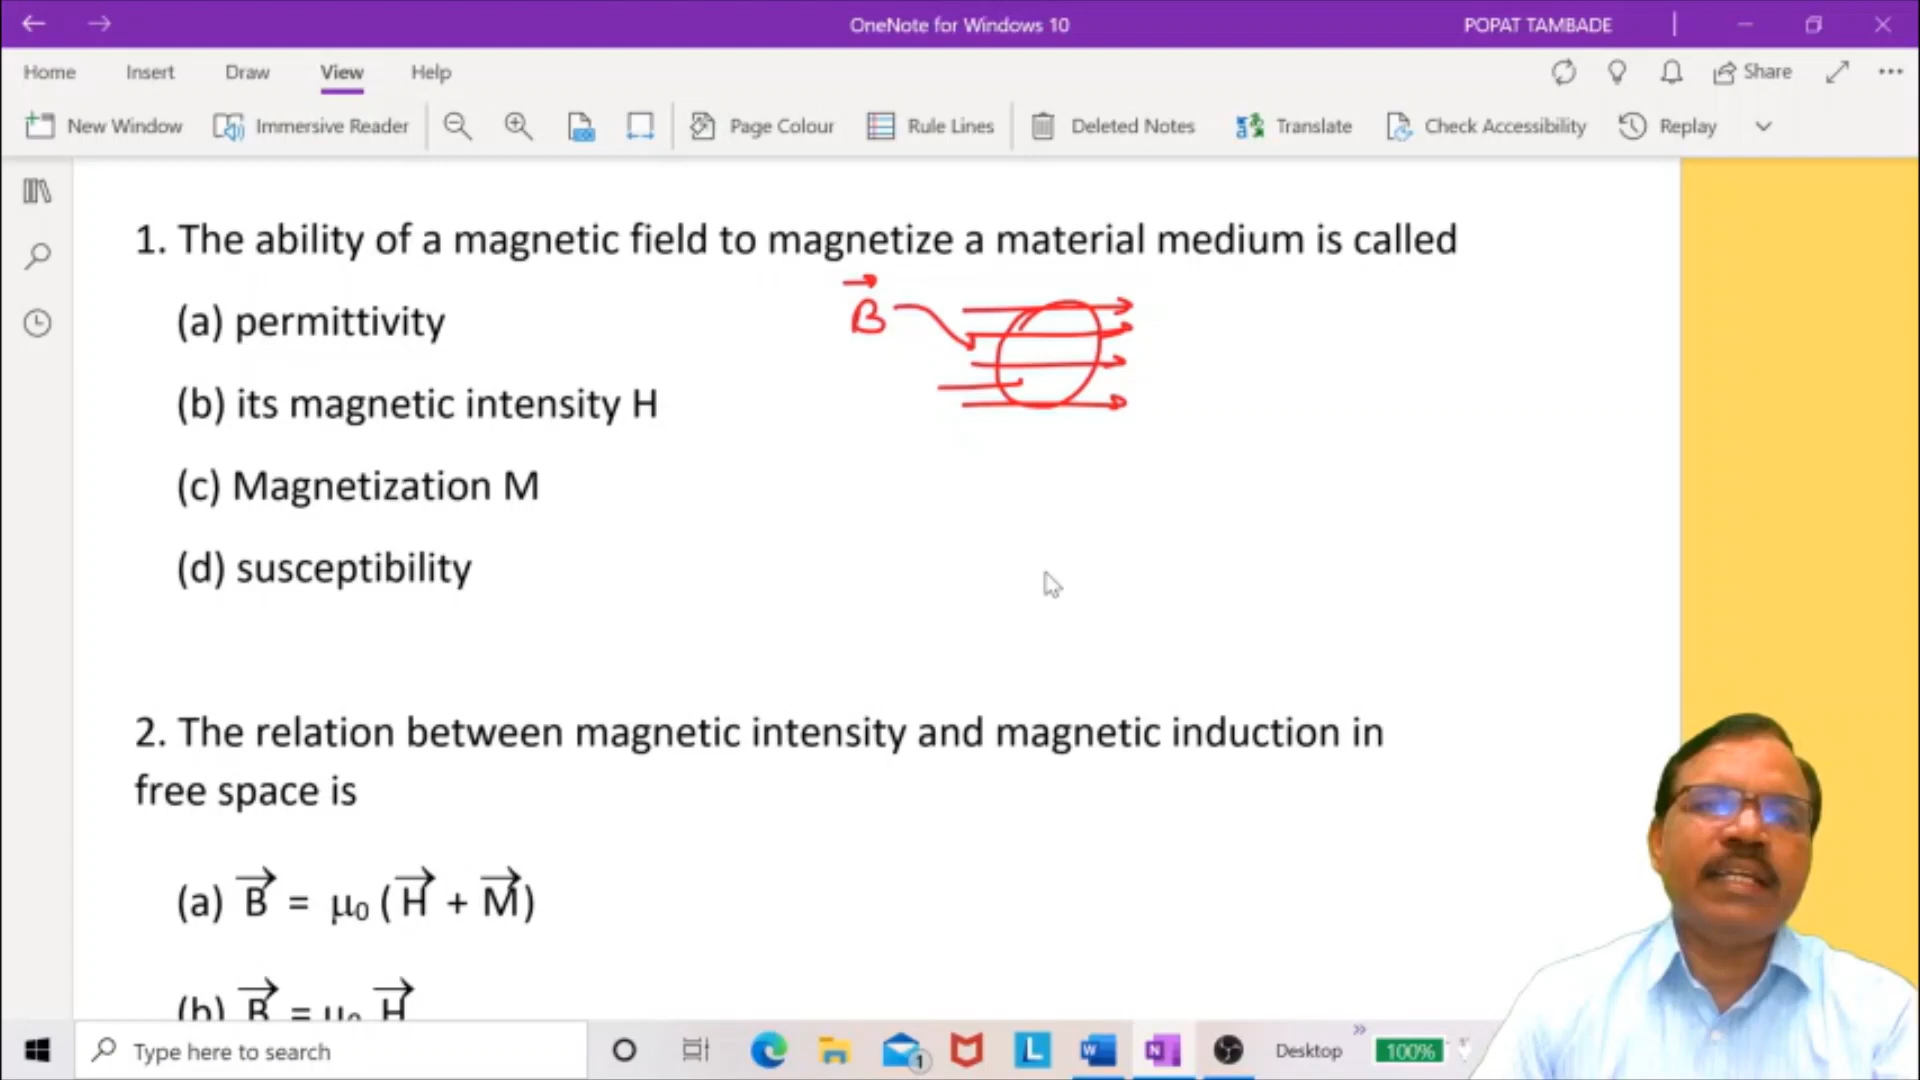 OneNote for Windows 10
POPAT TAMBADE
Home Insert Draw View Help
Share
New Window Immersive Reader Page Colour Rule Lines Deleted Notes Translate Check Accessibility Replay
1. The ability of a magnetic field to magnetize a material medium is called
B⃗
(a) permittivity
(b) its magnetic intensity H
(c) Magnetization M
(d) susceptibility
2. The relation between magnetic intensity and magnetic induction in
free space is
(a) B⃗ = μ₀ (H⃗ + M⃗)
(b) B⃗ = μ₀ H⃗
Type here to search
1
L
W
N
Desktop
100%